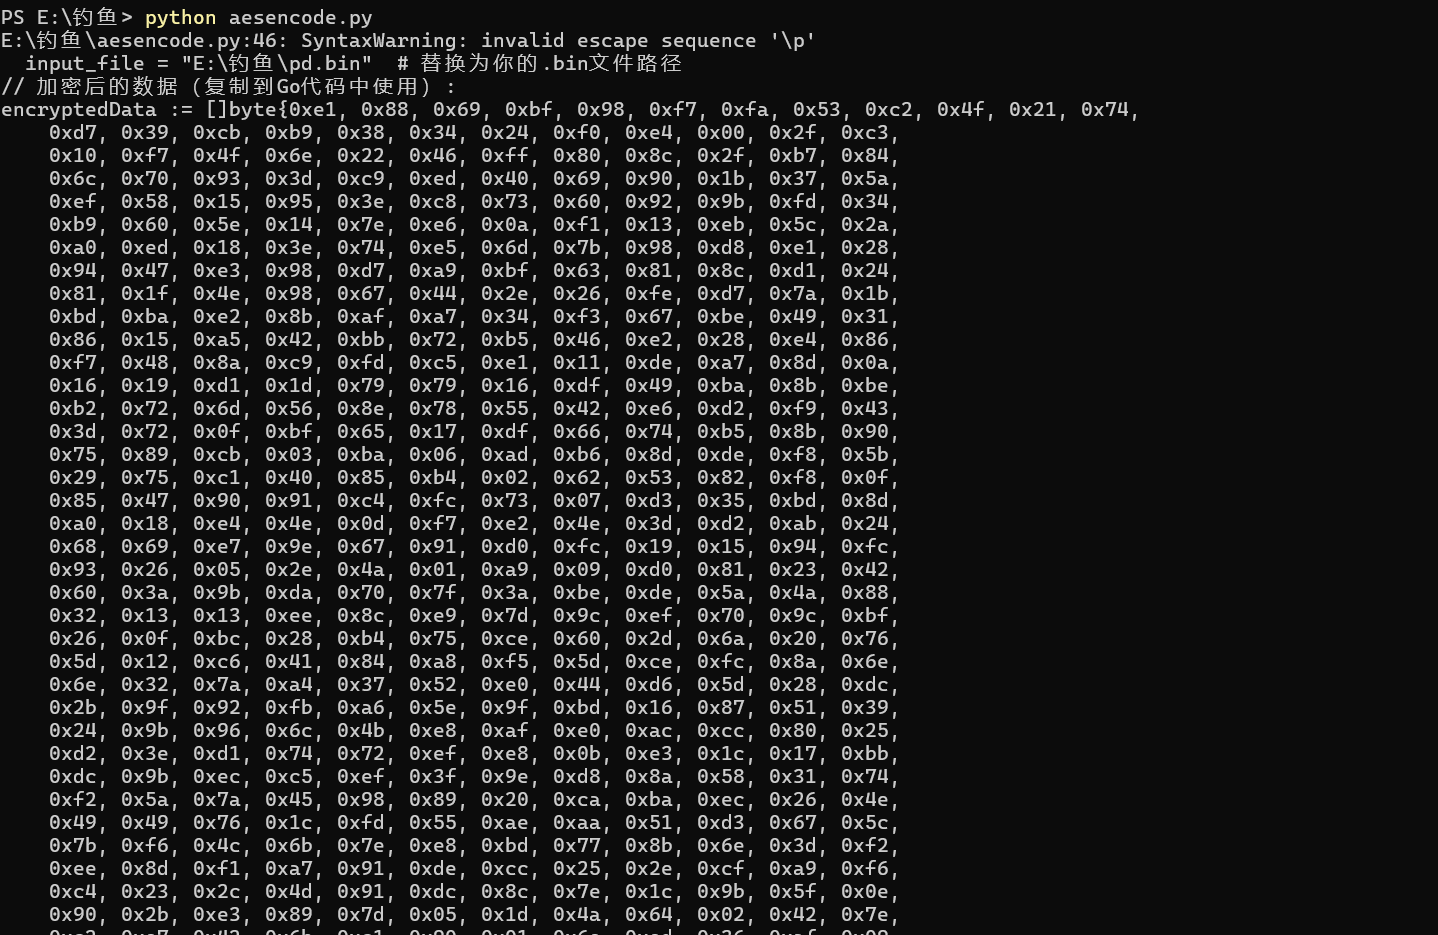 PS E:\钓鱼> python aesencode.py
E:\钓鱼\aesencode.py:46: SyntaxWarning: invalid escape sequence '\p'
  input_file = "E:\钓鱼\pd.bin"  # 替换为你的.bin文件路径
// 加密后的数据（复制到Go代码中使用）:
encryptedData := []byte{0xe1, 0x88, 0x69, 0xbf, 0x98, 0xf7, 0xfa, 0x53, 0xc2, 0x4f, 0x21, 0x74,
    0xd7, 0x39, 0xcb, 0xb9, 0x38, 0x34, 0x24, 0xf0, 0xe4, 0x00, 0x2f, 0xc3,
    0x10, 0xf7, 0x4f, 0x6e, 0x22, 0x46, 0xff, 0x80, 0x8c, 0x2f, 0xb7, 0x84,
    0x6c, 0x70, 0x93, 0x3d, 0xc9, 0xed, 0x40, 0x69, 0x90, 0x1b, 0x37, 0x5a,
    0xef, 0x58, 0x15, 0x95, 0x3e, 0xc8, 0x73, 0x60, 0x92, 0x9b, 0xfd, 0x34,
    0xb9, 0x60, 0x5e, 0x14, 0x7e, 0xe6, 0x0a, 0xf1, 0x13, 0xeb, 0x5c, 0x2a,
    0xa0, 0xed, 0x18, 0x3e, 0x74, 0xe5, 0x6d, 0x7b, 0x98, 0xd8, 0xe1, 0x28,
    0x94, 0x47, 0xe3, 0x98, 0xd7, 0xa9, 0xbf, 0x63, 0x81, 0x8c, 0xd1, 0x24,
    0x81, 0x1f, 0x4e, 0x98, 0x67, 0x44, 0x2e, 0x26, 0xfe, 0xd7, 0x7a, 0x1b,
    0xbd, 0xba, 0xe2, 0x8b, 0xaf, 0xa7, 0x34, 0xf3, 0x67, 0xbe, 0x49, 0x31,
    0x86, 0x15, 0xa5, 0x42, 0xbb, 0x72, 0xb5, 0x46, 0xe2, 0x28, 0xe4, 0x86,
    0xf7, 0x48, 0x8a, 0xc9, 0xfd, 0xc5, 0xe1, 0x11, 0xde, 0xa7, 0x8d, 0x0a,
    0x16, 0x19, 0xd1, 0x1d, 0x79, 0x79, 0x16, 0xdf, 0x49, 0xba, 0x8b, 0xbe,
    0xb2, 0x72, 0x6d, 0x56, 0x8e, 0x78, 0x55, 0x42, 0xe6, 0xd2, 0xf9, 0x43,
    0x3d, 0x72, 0x0f, 0xbf, 0x65, 0x17, 0xdf, 0x66, 0x74, 0xb5, 0x8b, 0x90,
    0x75, 0x89, 0xcb, 0x03, 0xba, 0x06, 0xad, 0xb6, 0x8d, 0xde, 0xf8, 0x5b,
    0x29, 0x75, 0xc1, 0x40, 0x85, 0xb4, 0x02, 0x62, 0x53, 0x82, 0xf8, 0x0f,
    0x85, 0x47, 0x90, 0x91, 0xc4, 0xfc, 0x73, 0x07, 0xd3, 0x35, 0xbd, 0x8d,
    0xa0, 0x18, 0xe4, 0x4e, 0x0d, 0xf7, 0xe2, 0x4e, 0x3d, 0xd2, 0xab, 0x24,
    0x68, 0x69, 0xe7, 0x9e, 0x67, 0x91, 0xd0, 0xfc, 0x19, 0x15, 0x94, 0xfc,
    0x93, 0x26, 0x05, 0x2e, 0x4a, 0x01, 0xa9, 0x09, 0xd0, 0x81, 0x23, 0x42,
    0x60, 0x3a, 0x9b, 0xda, 0x70, 0x7f, 0x3a, 0xbe, 0xde, 0x5a, 0x4a, 0x88,
    0x32, 0x13, 0x13, 0xee, 0x8c, 0xe9, 0x7d, 0x9c, 0xef, 0x70, 0x9c, 0xbf,
    0x26, 0x0f, 0xbc, 0x28, 0xb4, 0x75, 0xce, 0x60, 0x2d, 0x6a, 0x20, 0x76,
    0x5d, 0x12, 0xc6, 0x41, 0x84, 0xa8, 0xf5, 0x5d, 0xce, 0xfc, 0x8a, 0x6e,
    0x6e, 0x32, 0x7a, 0xa4, 0x37, 0x52, 0xe0, 0x44, 0xd6, 0x5d, 0x28, 0xdc,
    0x2b, 0x9f, 0x92, 0xfb, 0xa6, 0x5e, 0x9f, 0xbd, 0x16, 0x87, 0x51, 0x39,
    0x24, 0x9b, 0x96, 0x6c, 0x4b, 0xe8, 0xaf, 0xe0, 0xac, 0xcc, 0x80, 0x25,
    0xd2, 0x3e, 0xd1, 0x74, 0x72, 0xef, 0xe8, 0x0b, 0xe3, 0x1c, 0x17, 0xbb,
    0xdc, 0x9b, 0xec, 0xc5, 0xef, 0x3f, 0x9e, 0xd8, 0x8a, 0x58, 0x31, 0x74,
    0xf2, 0x5a, 0x7a, 0x45, 0x98, 0x89, 0x20, 0xca, 0xba, 0xec, 0x26, 0x4e,
    0x49, 0x49, 0x76, 0x1c, 0xfd, 0x55, 0xae, 0xaa, 0x51, 0xd3, 0x67, 0x5c,
    0x7b, 0xf6, 0x4c, 0x6b, 0x7e, 0xe8, 0xbd, 0x77, 0x8b, 0x6e, 0x3d, 0xf2,
    0xee, 0x8d, 0xf1, 0xa7, 0x91, 0xde, 0xcc, 0x25, 0x2e, 0xcf, 0xa9, 0xf6,
    0xc4, 0x23, 0x2c, 0x4d, 0x91, 0xdc, 0x8c, 0x7e, 0x1c, 0x9b, 0x5f, 0x0e,
    0x90, 0x2b, 0xe3, 0x89, 0x7d, 0x05, 0x1d, 0x4a, 0x64, 0x02, 0x42, 0x7e,